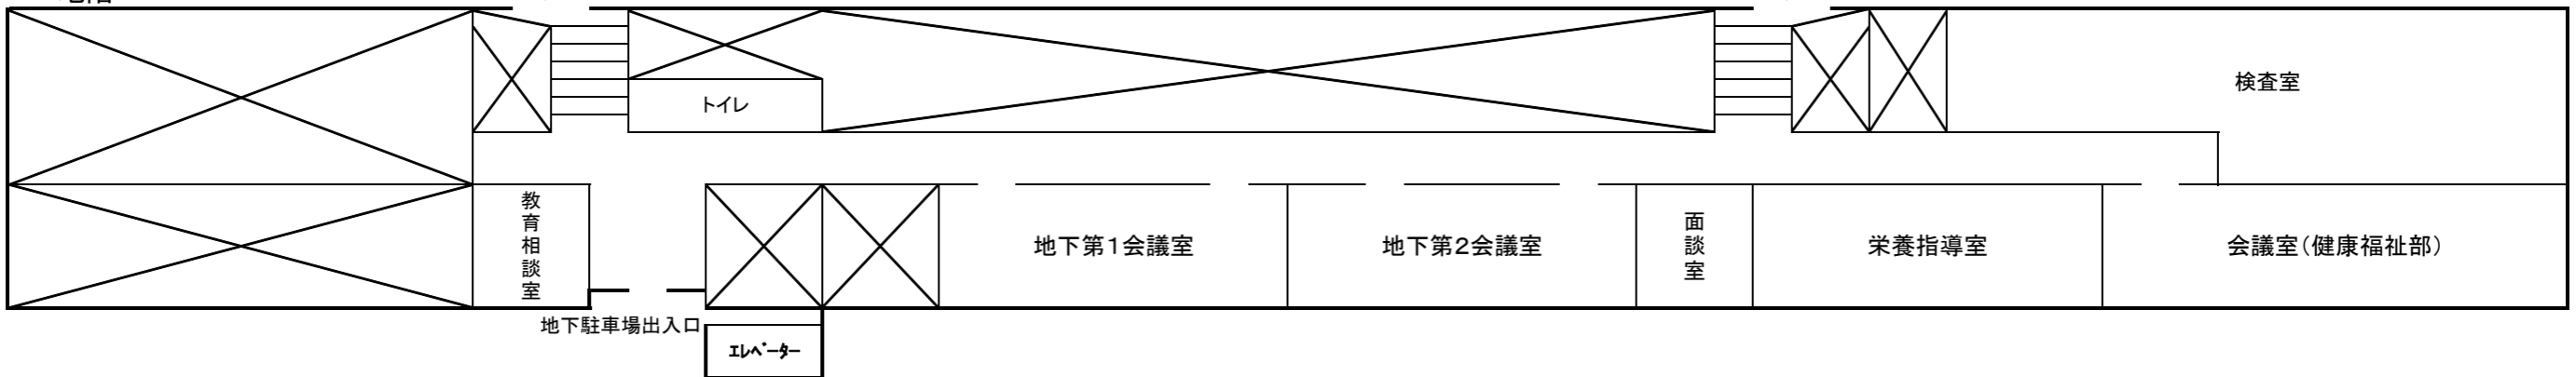 検査室
トイレ
教育相談室
地下第1会議室
地下第2会議室
面談室
栄養指導室
会議室(健康福祉部)
地下駐車場出入口
エレベーター